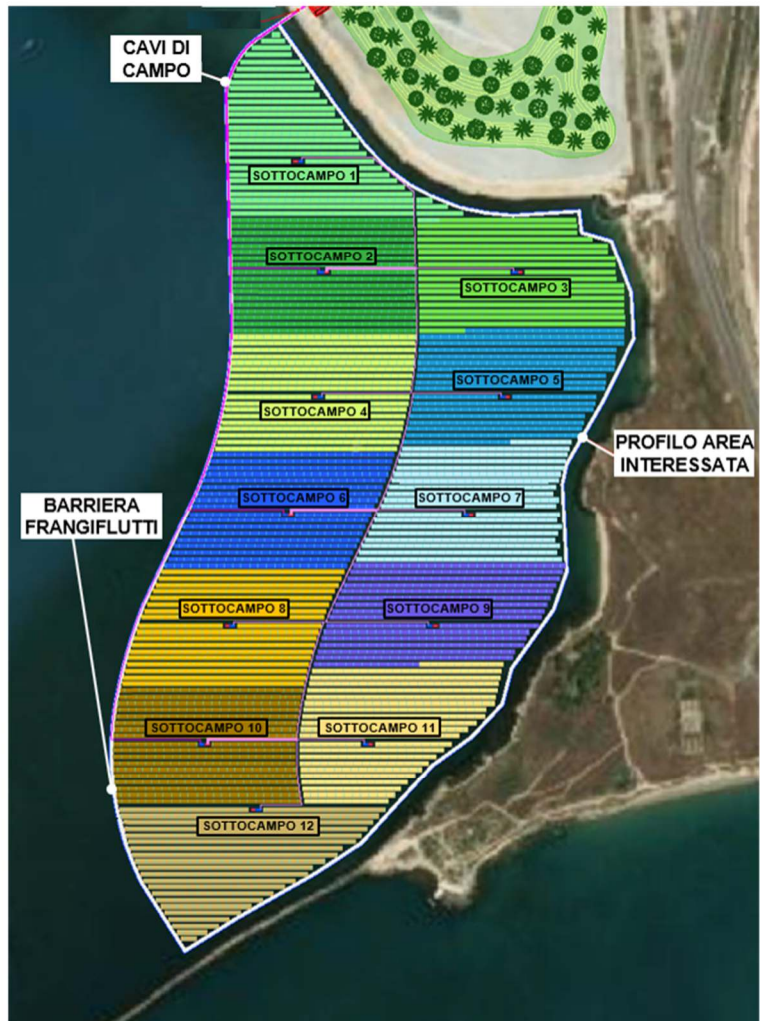 CAVI DI
CAMPO
SOTTOCAMPO 1
SOTTOCAMPO 2
SOTTOCAMPO 3
SOTTOCAMPO 5
SOTTOCAMPO 4
PROFILO AREA
INTERESSATA
SOTTOCAMPO 6
SOTTOCAMPO 7
BARRIERA
FRANGIFLUTTI
SOTTOCAMPO 8
SOTTOCAMPO 9
SOTTOCAMPO 10
SOTTOCAMPO 11
SOTTOCAMPO 12